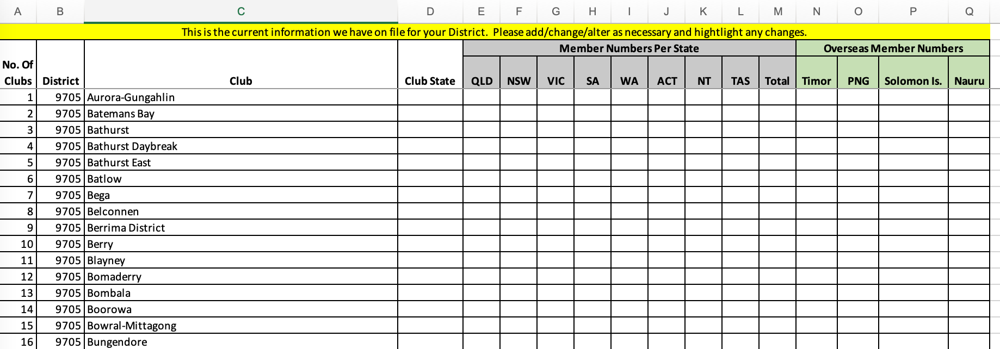 A B C D E F G H I J K L M N O P Q
This is the current information we have on file for your District. Please add/change/alter as necessary and hightlight any changes.
Member Numbers Per State Overseas Member Numbers
No. Of
Clubs District Club Club State QLD NSW VIC SA WA ACT NT TAS Total Timor PNG Solomon Is. Nauru
1 9705 Aurora-Gungahlin
2 9705 Batemans Bay
3 9705 Bathurst
4 9705 Bathurst Daybreak
5 9705 Bathurst East
6 9705 Batlow
7 9705 Bega
8 9705 Belconnen
9 9705 Berrima District
10 9705 Berry
11 9705 Blayney
12 9705 Bomaderry
13 9705 Bombala
14 9705 Boorowa
15 9705 Bowral-Mittagong
16 9705 Bungendore